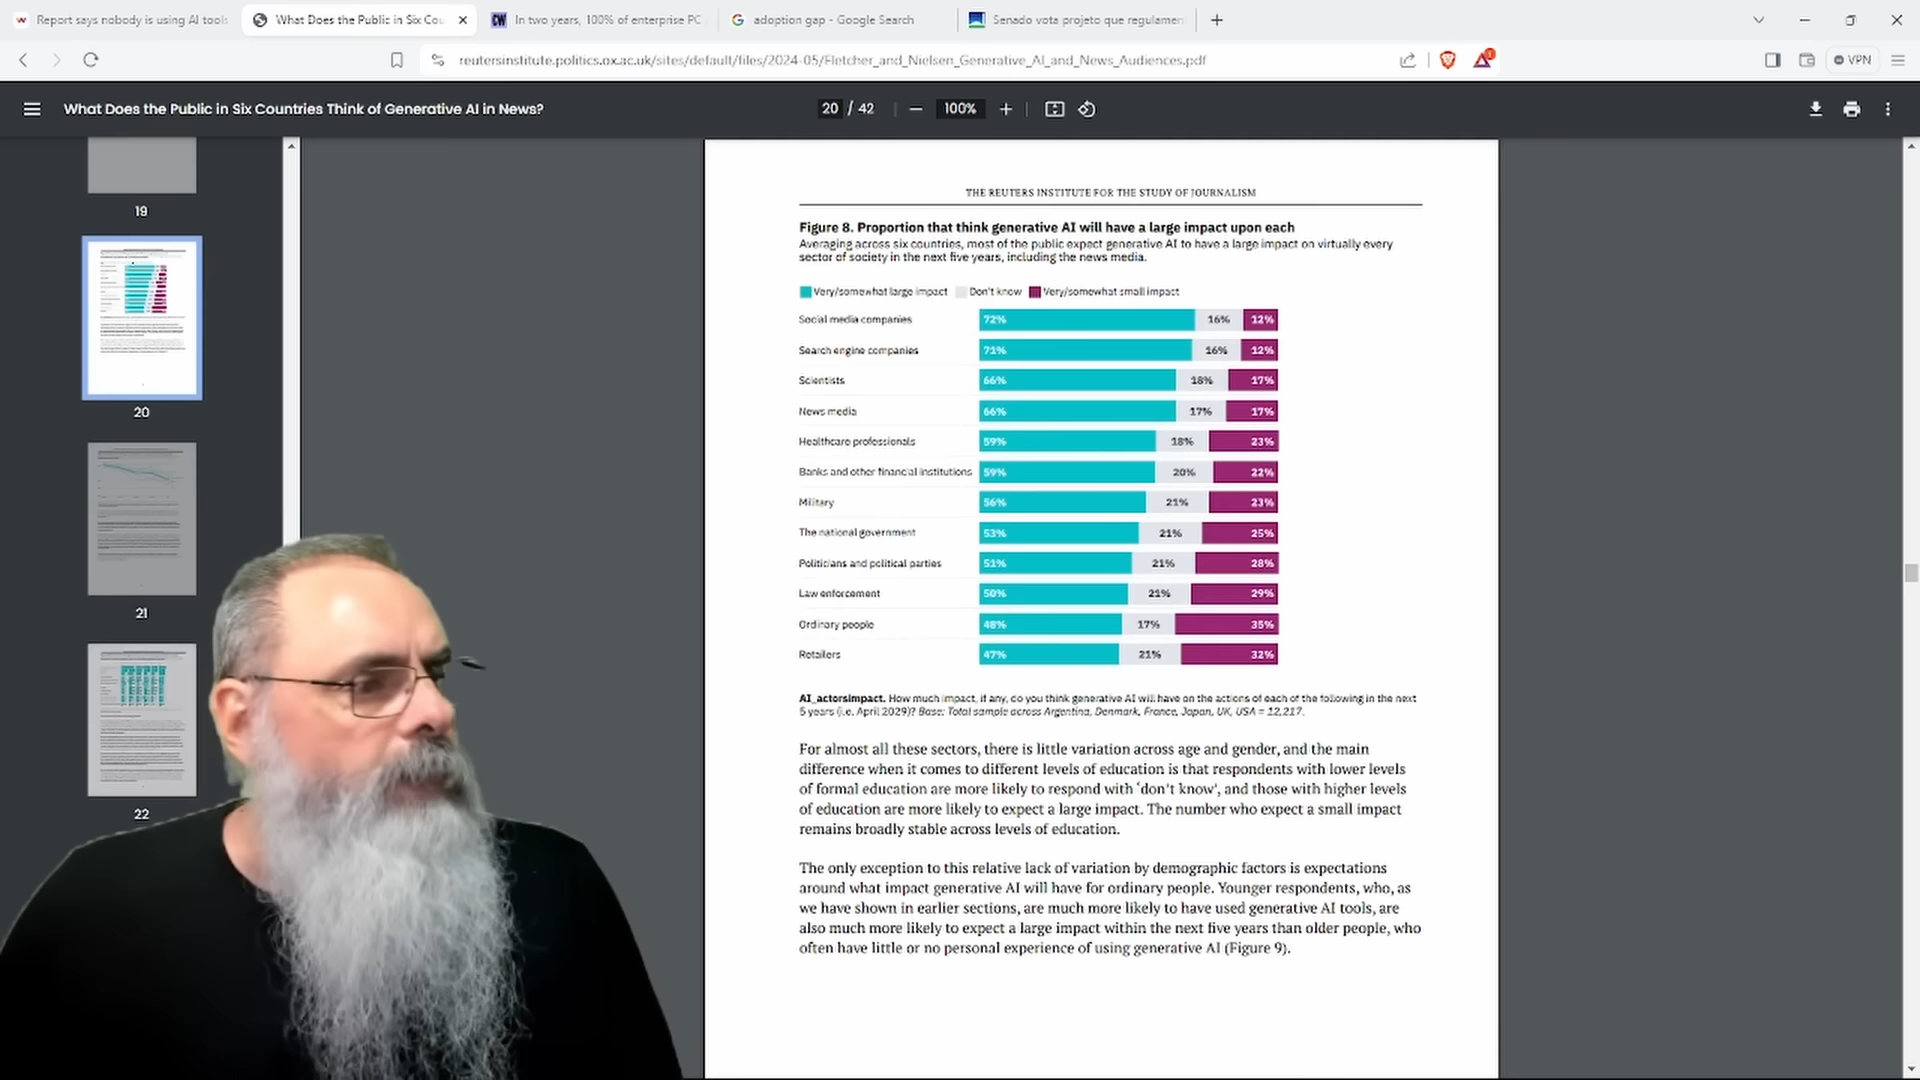 Report says nobody is using AI tools
What Does the Public in Six Cou
In two years, 100% of enterprise PC
adoption gap - Google Search
Senado vota projeto que regulamen
reutersinstitute.politics.ox.ac.uk/sites/default/files/2024-05/Fletcher_and_Nielsen_Generative_AI_and_News_Audiences.pdf
1
VPN
What Does the Public in Six Countries Think of Generative AI in News?
20 / 42
100%
19
20
21
22
THE REUTERS INSTITUTE FOR THE STUDY OF JOURNALISM
Figure 8. Proportion that think generative AI will have a large impact upon each
Averaging across six countries, most of the public expect generative AI to have a large impact on virtually every
sector of society in the next five years, including the news media.
Very/somewhat large impact Don't know Very/somewhat small impact
Social media companies 72% 16% 12%
Search engine companies 71% 16% 12%
Scientists 66% 18% 17%
News media 66% 17% 17%
Healthcare professionals 59% 18% 23%
Banks and other financial institutions 59% 20% 22%
Military 56% 21% 23%
The national government 53% 21% 25%
Politicians and political parties 51% 21% 28%
Law enforcement 50% 21% 29%
Ordinary people 48% 17% 35%
Retailers 47% 21% 32%
AI_actorsimpact. How much impact, if any, do you think generative AI will have on the actions of each of the following in the next
5 years (i.e. April 2029)? Base: Total sample across Argentina, Denmark, France, Japan, UK, USA = 12,217.
For almost all these sectors, there is little variation across age and gender, and the main
difference when it comes to different levels of education is that respondents with lower levels
of formal education are more likely to respond with 'don't know', and those with higher levels
of education are more likely to expect a large impact. The number who expect a small impact
remains broadly stable across levels of education.
The only exception to this relative lack of variation by demographic factors is expectations
around what impact generative AI will have for ordinary people. Younger respondents, who, as
we have shown in earlier sections, are much more likely to have used generative AI tools, are
also much more likely to expect a large impact within the next five years than older people, who
often have little or no personal experience of using generative AI (Figure 9).